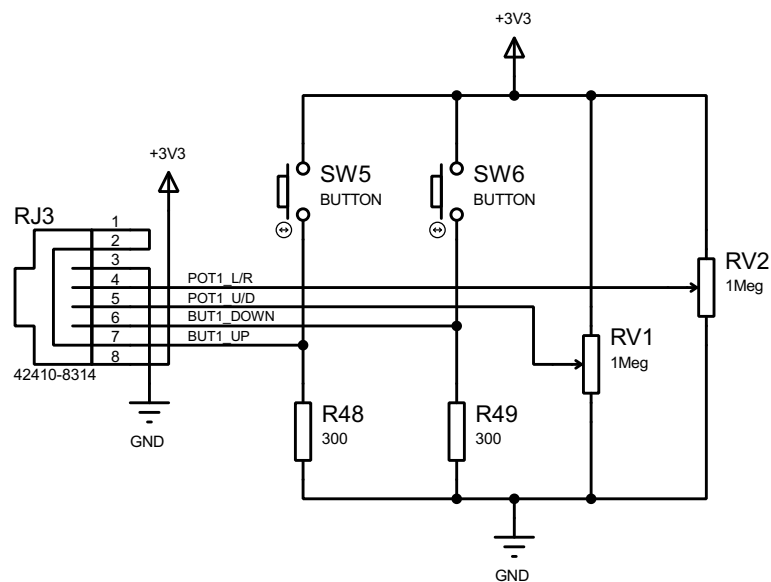 +3V3
+3V3
SW5
BUTTON
SW6
BUTTON
RJ3
1
2
3
4
5
6
7
8
POT1_L/R
POT1_U/D
BUT1_DOWN
BUT1_UP
42410-8314
GND
RV2
1Meg
RV1
1Meg
R48
300
R49
300
GND